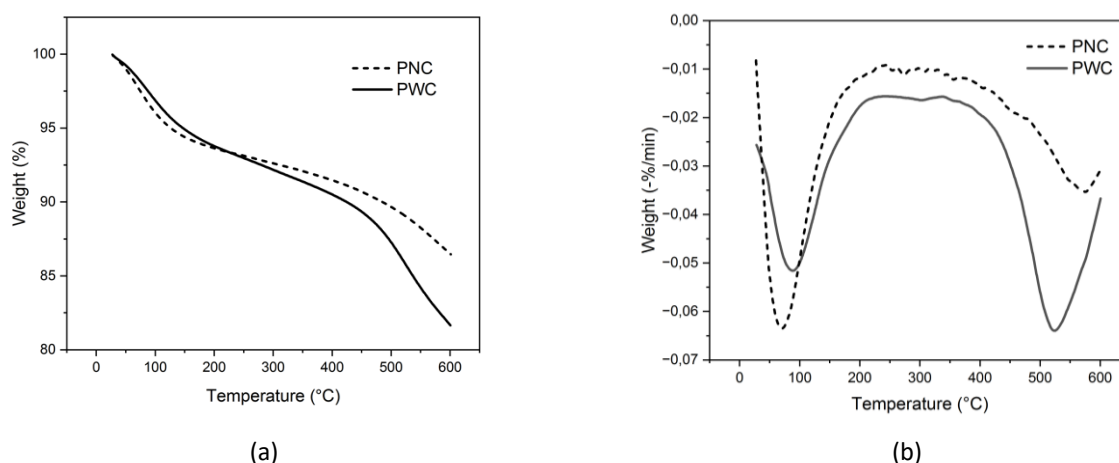 100
95
90
85
80
0
100
200
300
400
500
600
Weight (%)
Temperature (°C)
PNC
PWC
(a)
0,00
−0,01
−0,02
−0,03
−0,04
−0,05
−0,06
−0,07
0
100
200
300
400
500
600
Weight (-%/min)
Temperature (°C)
PNC
PWC
(b)